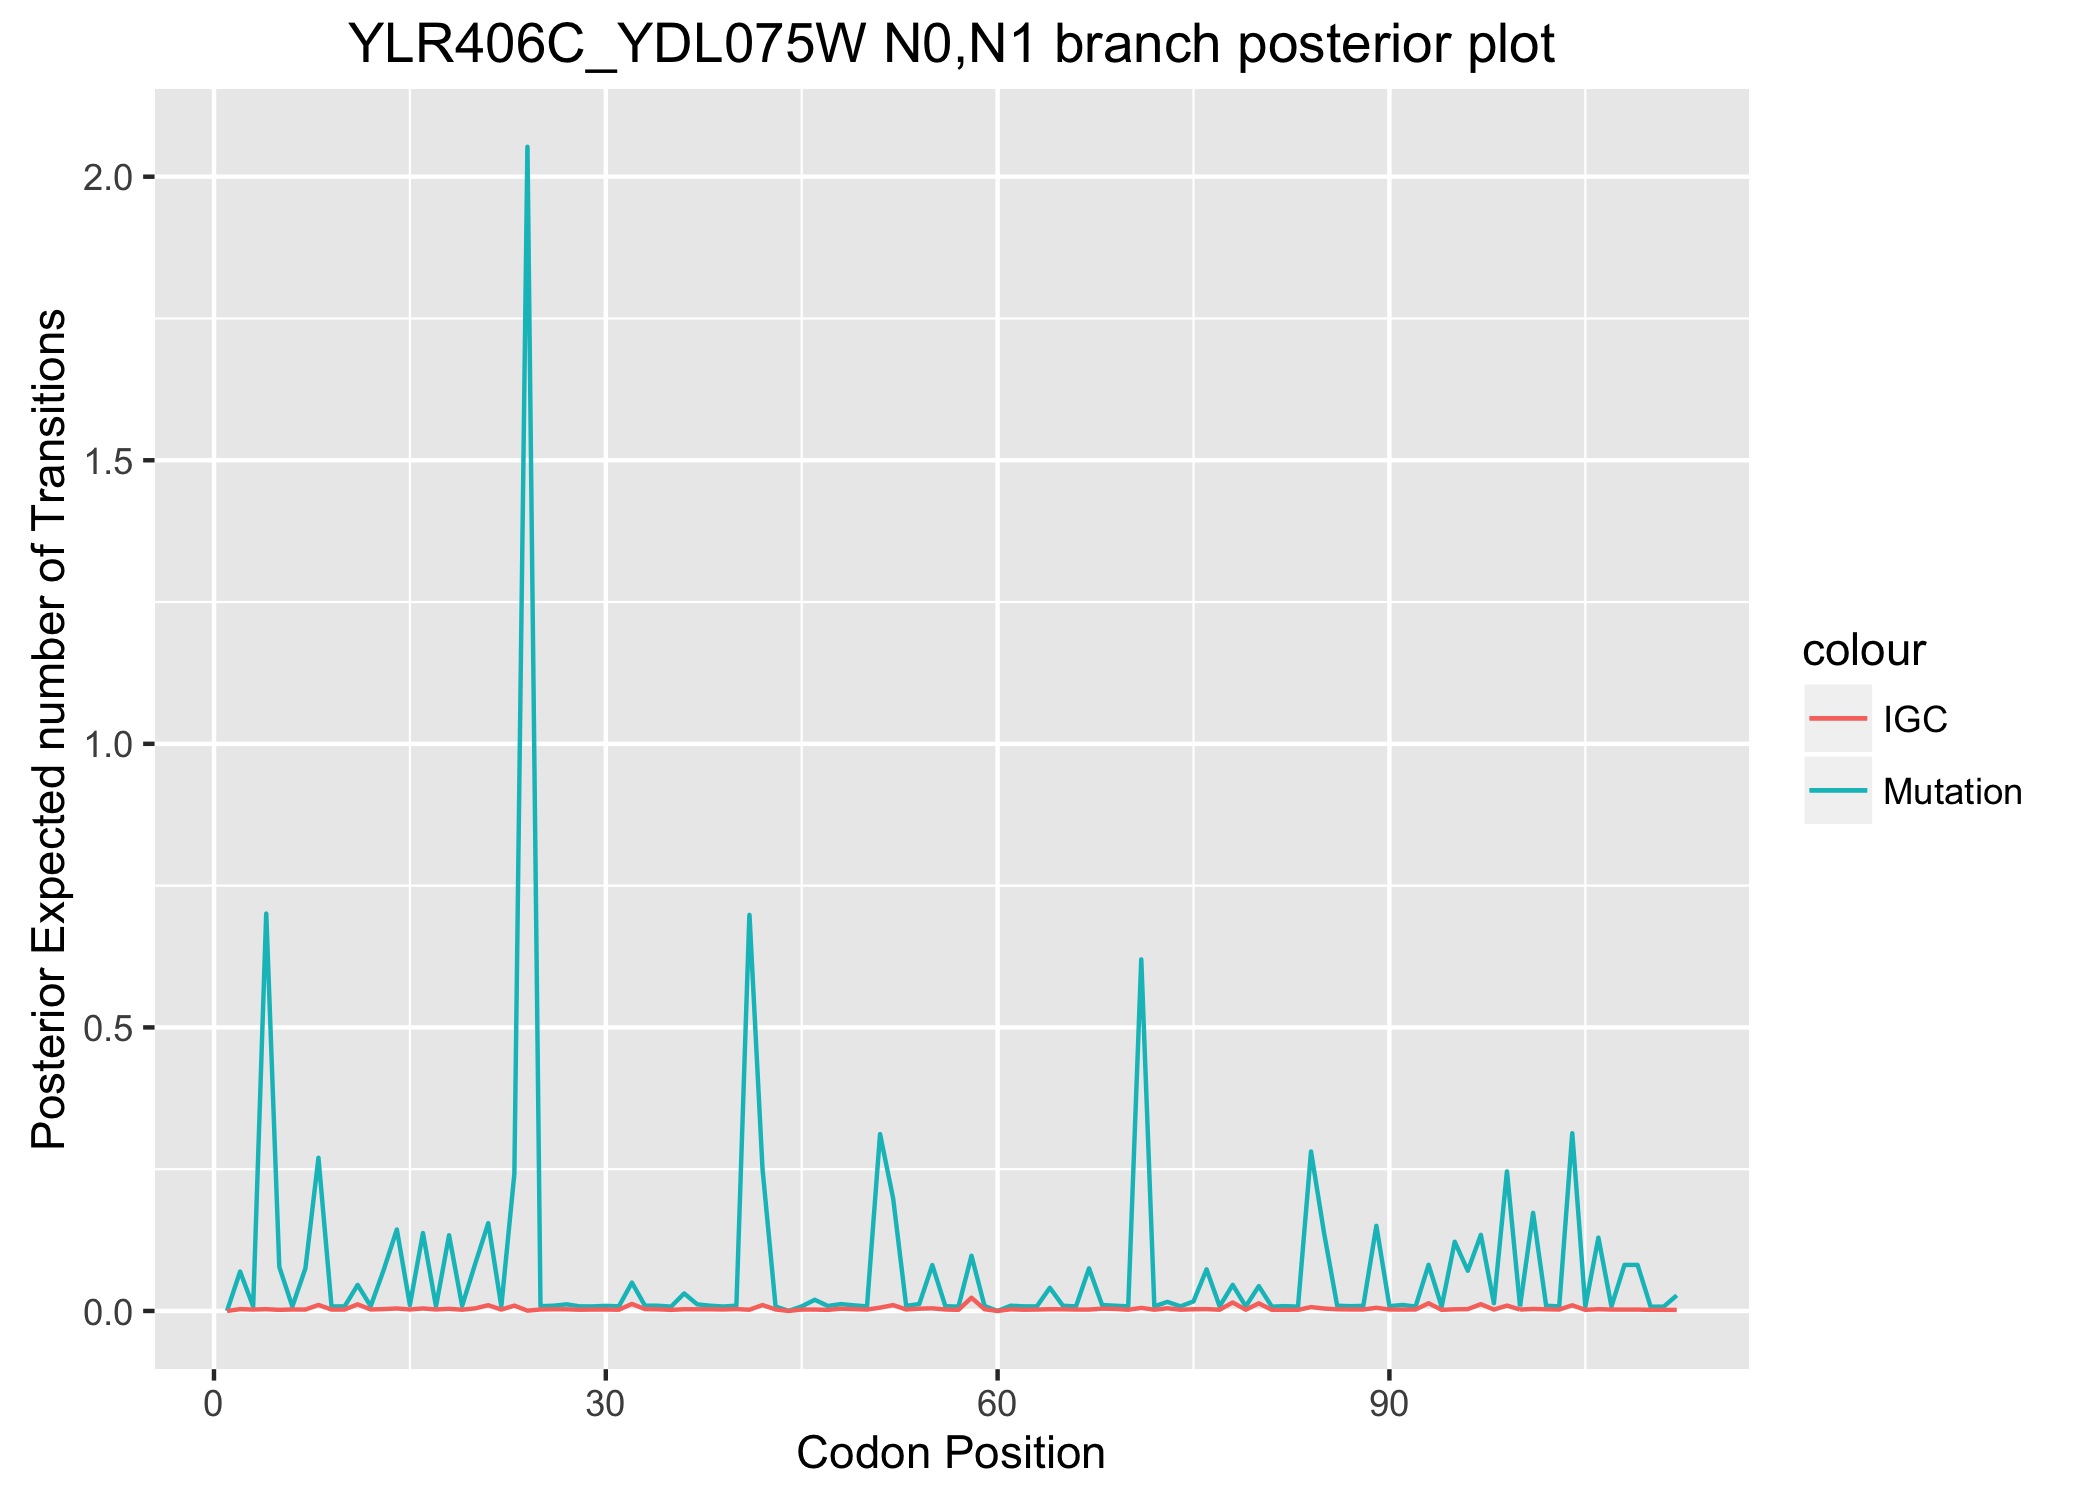 YLR406C_YDL075W N0,N1 branch posterior plot
Posterior Expected number of Transitions
2.0
1.5
1.0
0.5
0.0
0 30 60 90
Codon Position
colour
IGC
Mutation